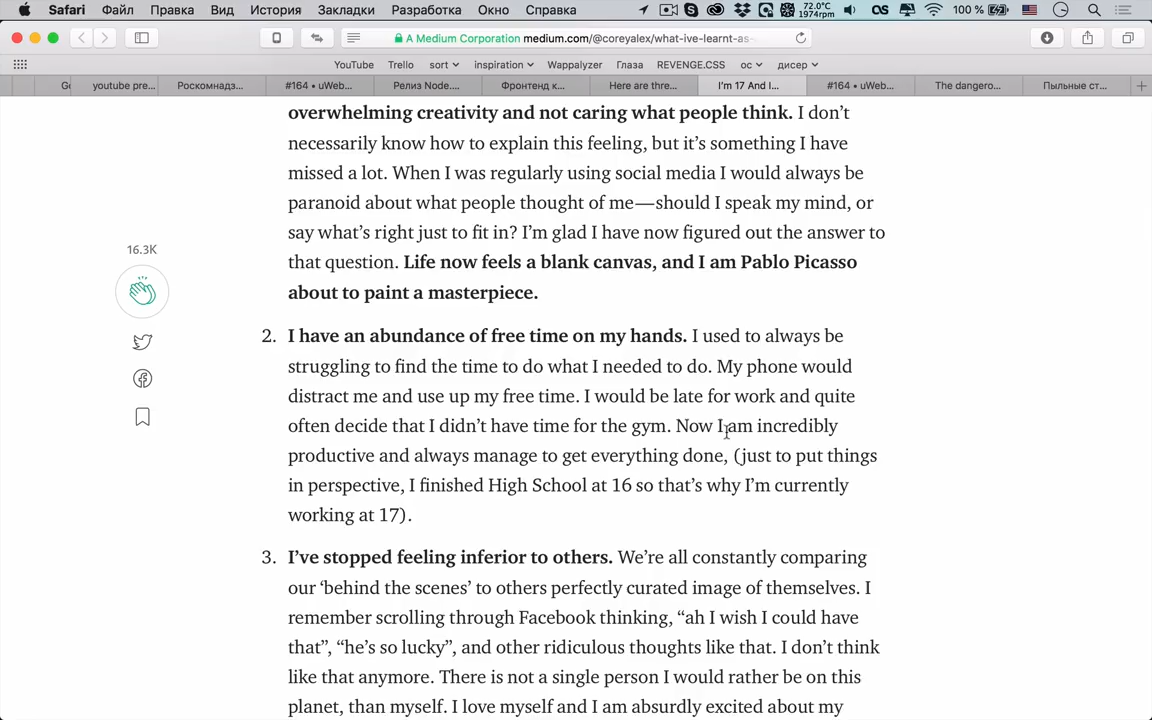 Safari Файл Правка Вид История Закладки Разработка Окно Справка 72.0°C 1974rpm 100 %
A Medium Corporation medium.com/@coreyalex/what-ive-learnt-as-
YouTube Trello sort inspiration Wappalyzer Глаза REVENGE.CSS ос дисер
Go youtube pre... Роскомнадз... #164 • uWeb... Релиз Node.... Фронтенд к... Here are thre... I'm 17 And I... #164 • uWeb... The dangero... Пыльные ст...
overwhelming creativity and not caring what people think. I don’t
necessarily know how to explain this feeling, but it’s something I have
missed a lot. When I was regularly using social media I would always be
paranoid about what people thought of me—should I speak my mind, or
say what’s right just to fit in? I’m glad I have now figured out the answer to
that question. Life now feels a blank canvas, and I am Pablo Picasso
about to paint a masterpiece.
16.3K
2. I have an abundance of free time on my hands. I used to always be
struggling to find the time to do what I needed to do. My phone would
distract me and use up my free time. I would be late for work and quite
often decide that I didn’t have time for the gym. Now I am incredibly
productive and always manage to get everything done, (just to put things
in perspective, I finished High School at 16 so that’s why I’m currently
working at 17).
3. I’ve stopped feeling inferior to others. We’re all constantly comparing
our ‘behind the scenes’ to others perfectly curated image of themselves. I
remember scrolling through Facebook thinking, “ah I wish I could have
that”, “he’s so lucky”, and other ridiculous thoughts like that. I don’t think
like that anymore. There is not a single person I would rather be on this
planet, than myself. I love myself and I am absurdly excited about my